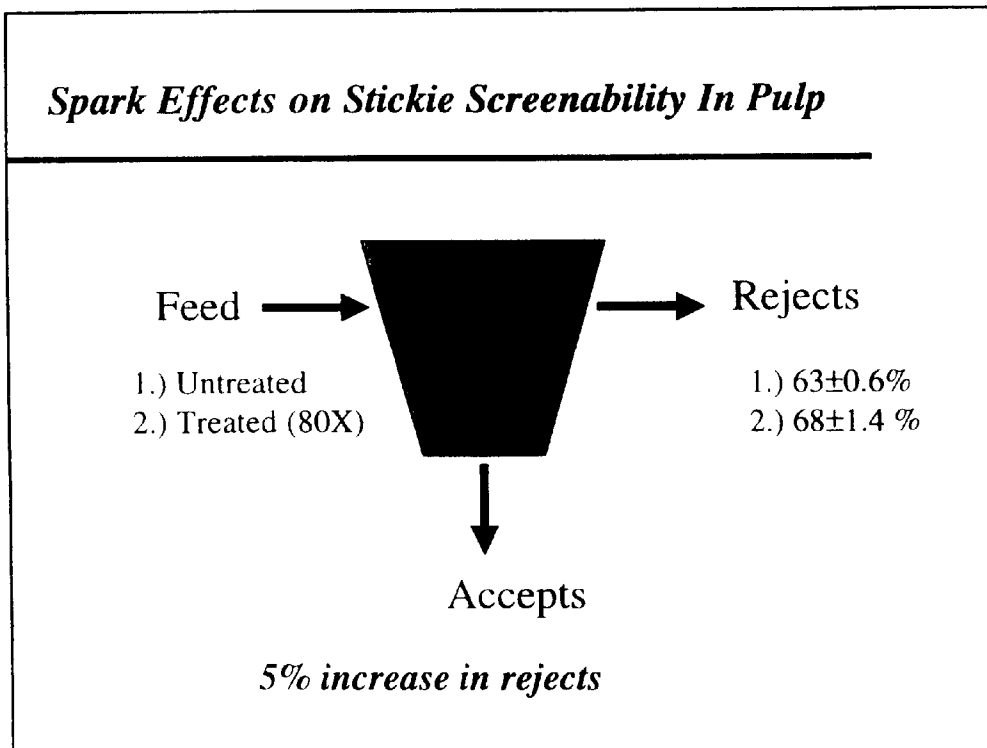 Spark Effects on Stickie Screenability In Pulp
Feed
Rejects
1.) Untreated
2.) Treated (80X)
1.) 63±0.6%
2.) 68±1.4 %
Accepts
5% increase in rejects